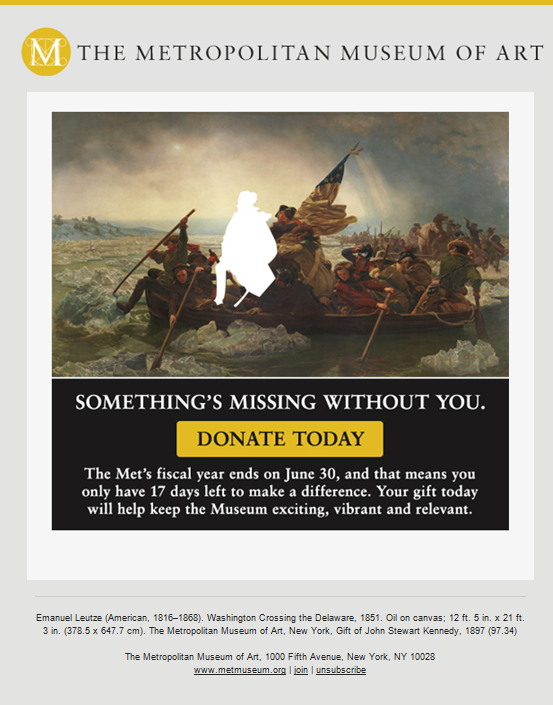 M THE METROPOLITAN MUSEUM OF ART
SOMETHING'S MISSING WITHOUT YOU.
DONATE TODAY
The Met's fiscal year ends on June 30, and that means you
only have 17 days left to make a difference. Your gift today
will help keep the Museum exciting, vibrant and relevant.
Emanuel Leutze (American, 1816–1868). Washington Crossing the Delaware, 1851. Oil on canvas; 12 ft. 5 in. x 21 ft.
3 in. (378.5 x 647.7 cm). The Metropolitan Museum of Art, New York, Gift of John Stewart Kennedy, 1897 (97.34)
The Metropolitan Museum of Art, 1000 Fifth Avenue, New York, NY 10028
www.metmuseum.org | join | unsubscribe